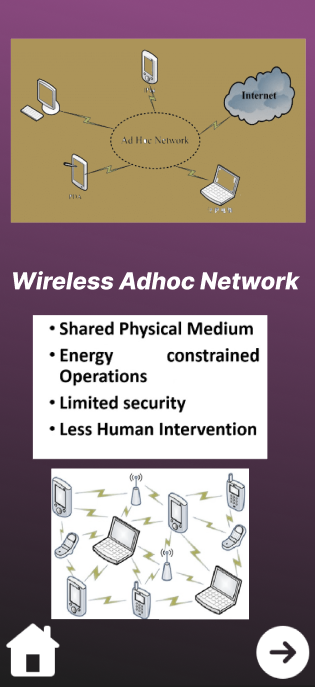 Internet
Ad Hoc Network
Wireless Adhoc Network
• Shared Physical Medium
• Energy constrained
Operations
• Limited security
• Less Human Intervention